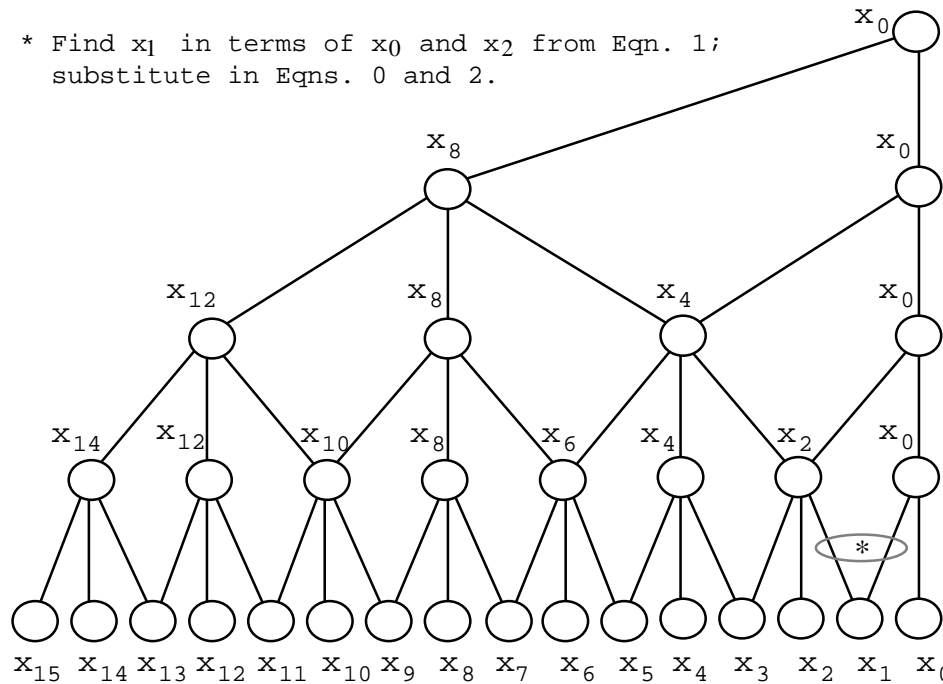 x0
* Find x1 in terms of x0 and x2 from Eqn. 1;
substitute in Eqns. 0 and 2.
x8 x0
x12 x8 x4 x0
x14 x12 x10 x8 x6 x4 x2 x0
*
x15 x14 x13 x12 x11 x10 x9 x8 x7 x6 x5 x4 x3 x2 x1 x0